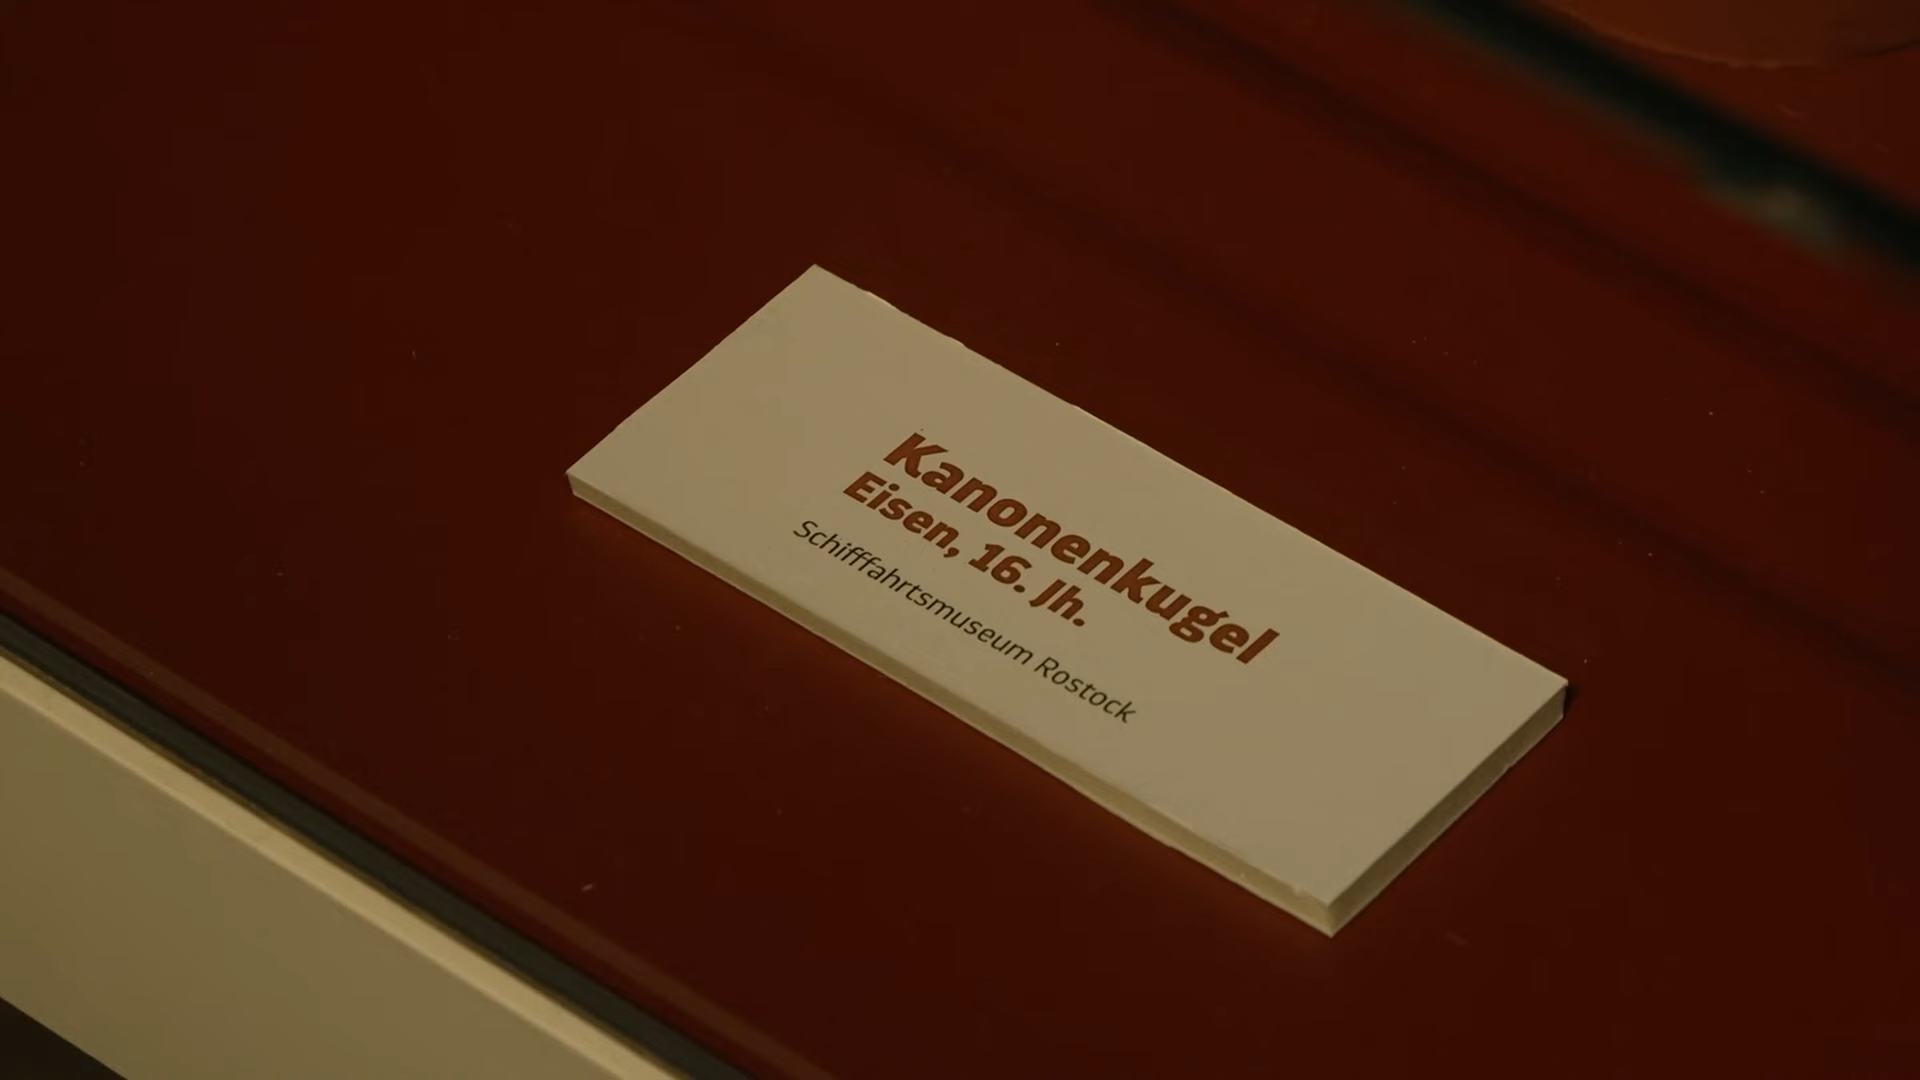 Kanonenkugel
Eisen, 16. Jh.
Schifffahrtsmuseum Rostock